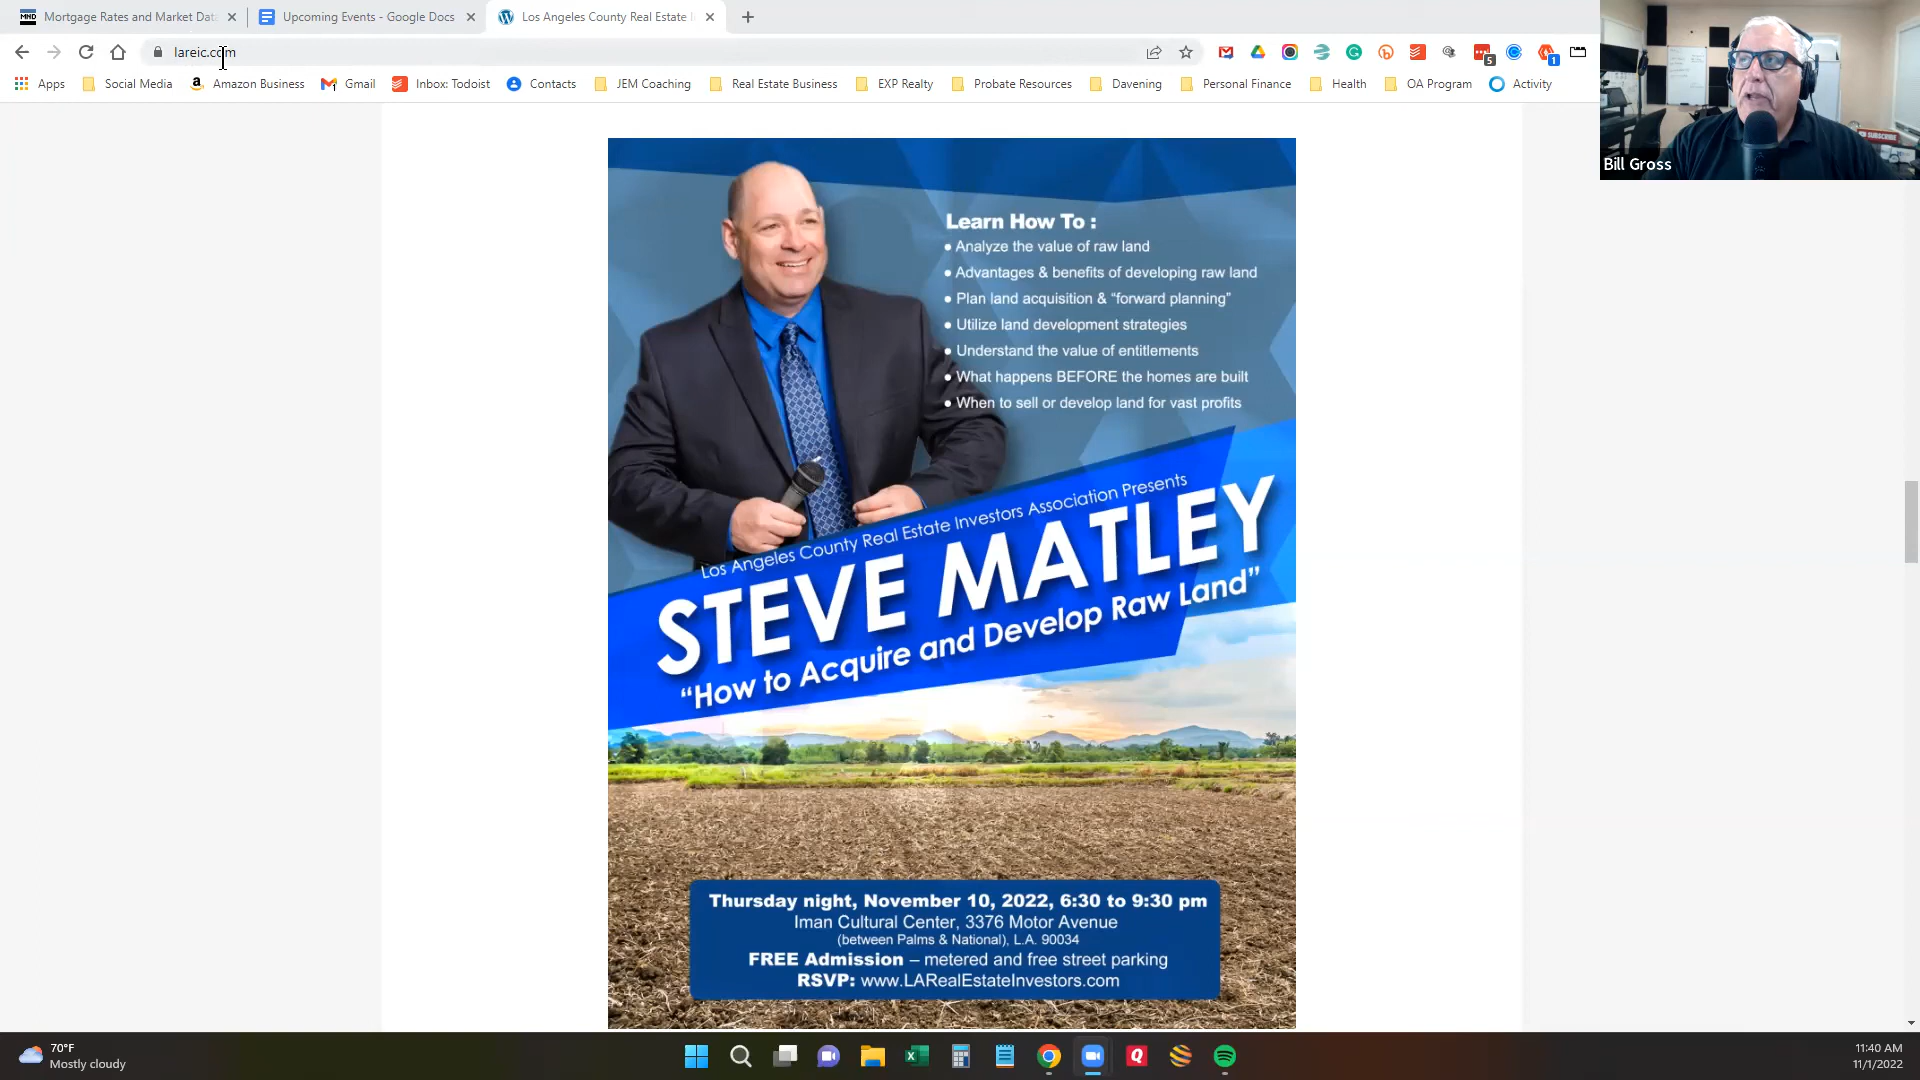 MND
Mortgage Rates and Market Dat
Upcoming Events - Google Docs
Los Angeles County Real Estate I
lareic.com
5
1
Apps
Social Media
Amazon Business
Gmail
Inbox: Todoist
Contacts
JEM Coaching
Real Estate Business
EXP Realty
Probate Resources
Davening
Personal Finance
Health
OA Program
Activity
SUBSCRIBE
Bill Gross
Learn How To :
• Analyze the value of raw land
• Advantages & benefits of developing raw land
• Plan land acquisition & “forward planning”
• Utilize land development strategies
• Understand the value of entitlements
• What happens BEFORE the homes are built
• When to sell or develop land for vast profits
Los Angeles County Real Estate Investors Association Presents
STEVE MATLEY
“How to Acquire and Develop Raw Land”
Thursday night, November 10, 2022, 6:30 to 9:30 pm
Iman Cultural Center, 3376 Motor Avenue
(between Palms & National), L.A. 90034
FREE Admission – metered and free street parking
RSVP: www.LARealEstateInvestors.com
70°F
Mostly cloudy
11:40 AM
11/1/2022